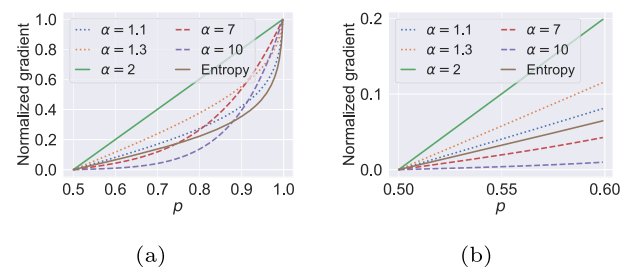 Normalized gradient
1.0
0.8
0.6
0.4
0.2
0.0
α = 1.1
α = 1.3
α = 2
α = 7
α = 10
Entropy
0.5 0.6 0.7 0.8 0.9 1.0
p
(a)
Normalized gradient
0.2
0.1
0.0
α = 1.1
α = 1.3
α = 2
α = 7
α = 10
Entropy
0.50 0.55 0.60
p
(b)